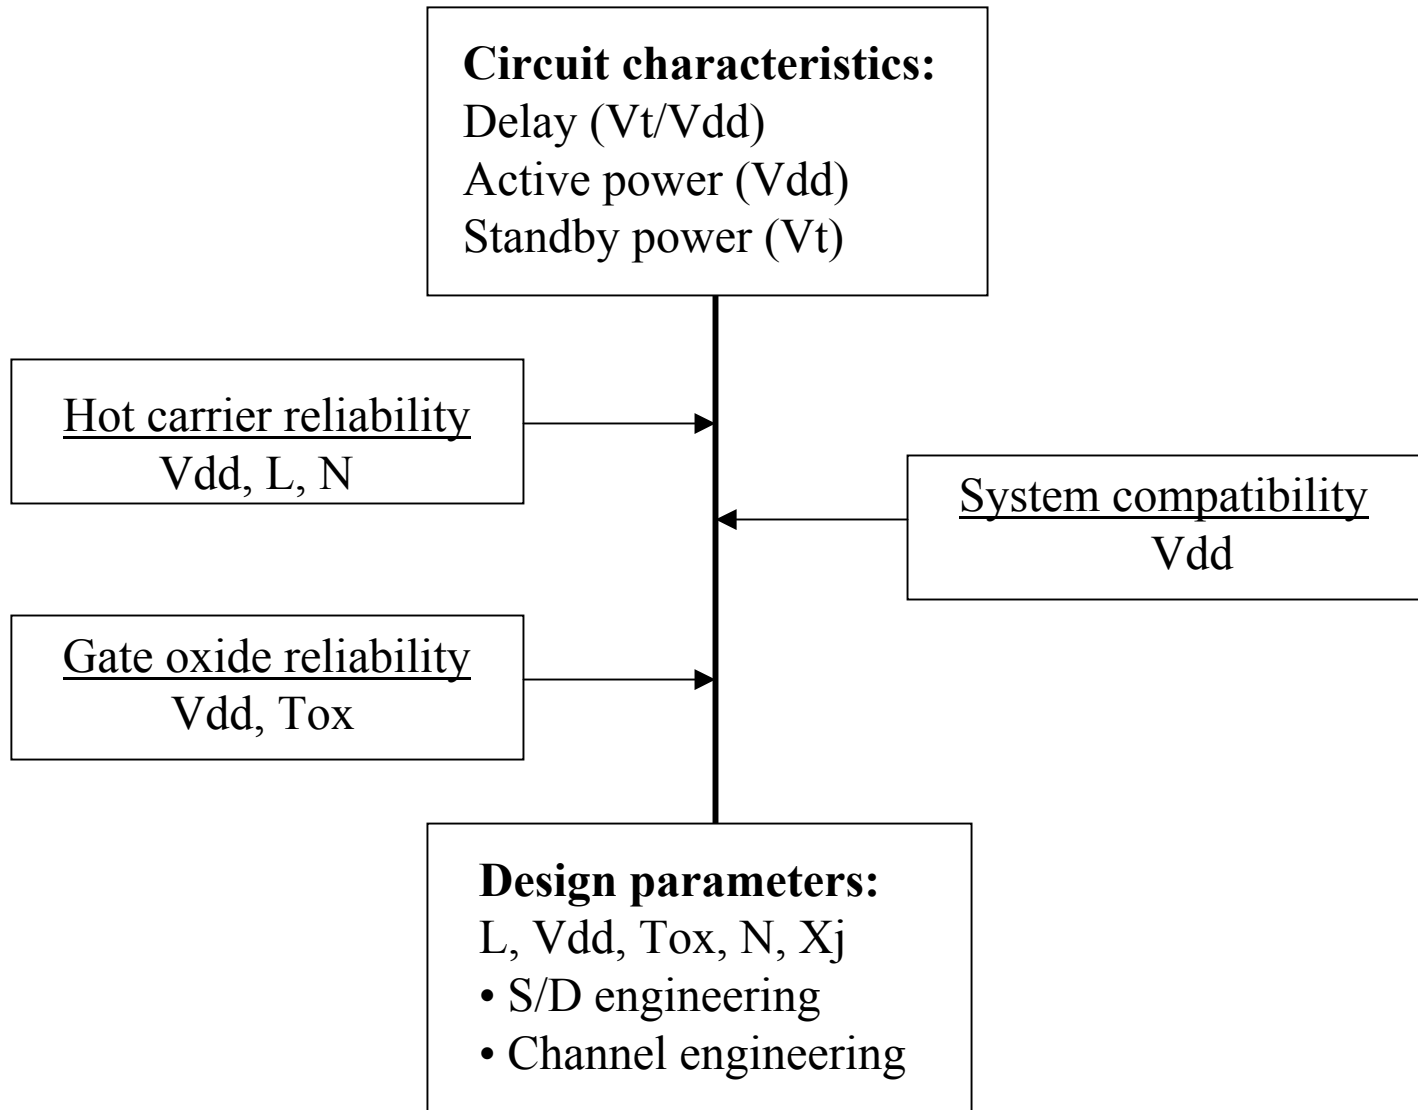 Circuit characteristics:
Delay (Vt/Vdd)
Active power (Vdd)
Standby power (Vt)
Hot carrier reliability
Vdd, L, N
System compatibility
Vdd
Gate oxide reliability
Vdd, Tox
Design parameters:
L, Vdd, Tox, N, Xj
• S/D engineering
• Channel engineering